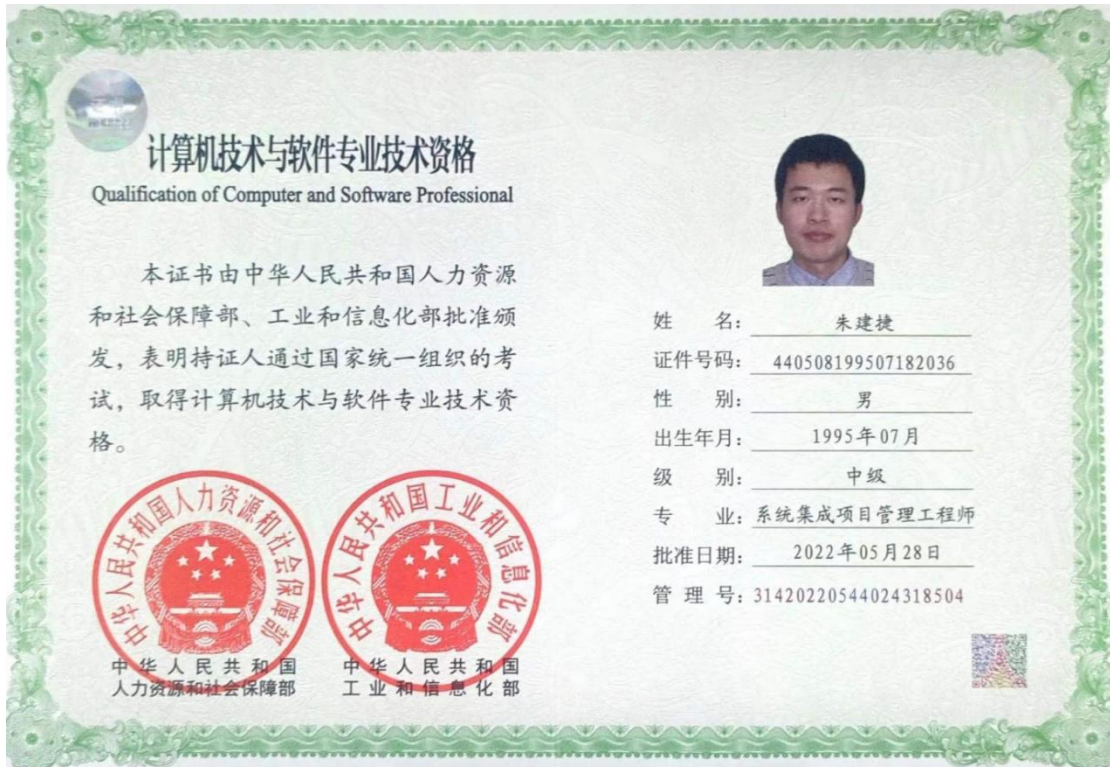 计算机技术与软件专业技术资格
Qualification of Computer and Software Professional
本证书由中华人民共和国人力资源
和社会保障部、工业和信息化部批准颁
发，表明持证人通过国家统一组织的考
试，取得计算机技术与软件专业技术资
格。
中华人民共和国人力资源和社会保障部
中华人民共和国工业和信息化部
中华人民共和国
人力资源和社会保障部
中华人民共和国
工业和信息化部
姓 名： 朱建捷
证件号码： 440508199507182036
性 别： 男
出生年月： 1995年07月
级 别： 中级
专 业： 系统集成项目管理工程师
批准日期： 2022年05月28日
管 理 号： 31420220544024318504